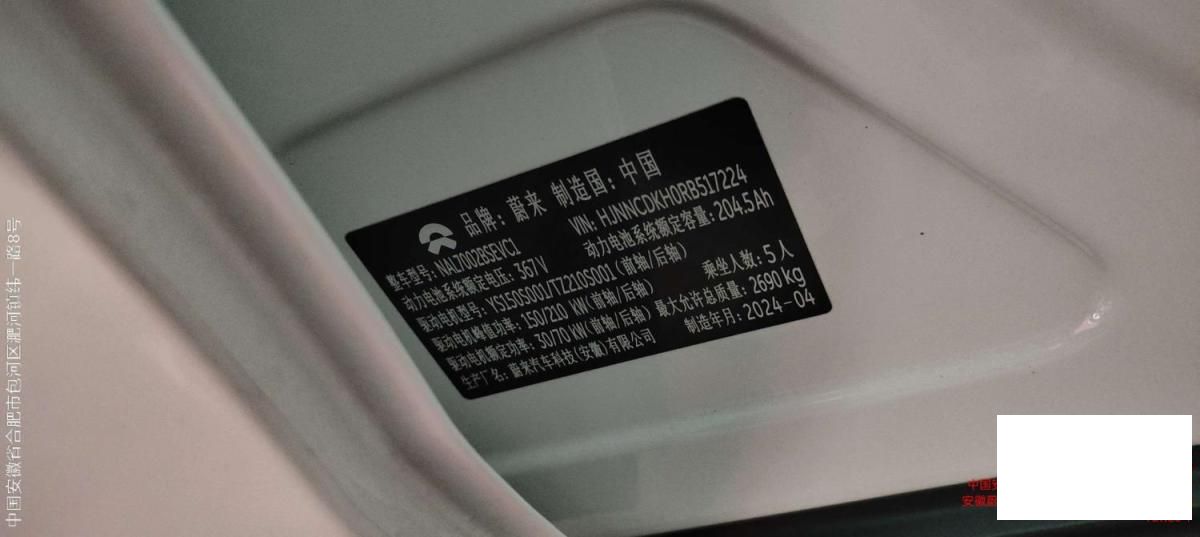 品牌：蔚来 制造国：中国
整车型号：NAL7002BSEVC1 VIN: HJNNCDKH0RB517224
动力电池系统额定电压：367V 动力电池系统额定容量：204.5Ah
驱动电机型号：YS150S001/TZ210S001（前轴/后轴）
驱动电机峰值功率：150/210 kW（前轴/后轴） 乘坐人数：5人
驱动电机额定功率：30/70 kW（前轴/后轴） 最大允许总质量：2690kg
生产厂名：蔚来汽车科技（安徽）有限公司 制造年月：2024-04
中国安徽省合肥市包河区淝河镇纬一路8号
中国
安徽蔚